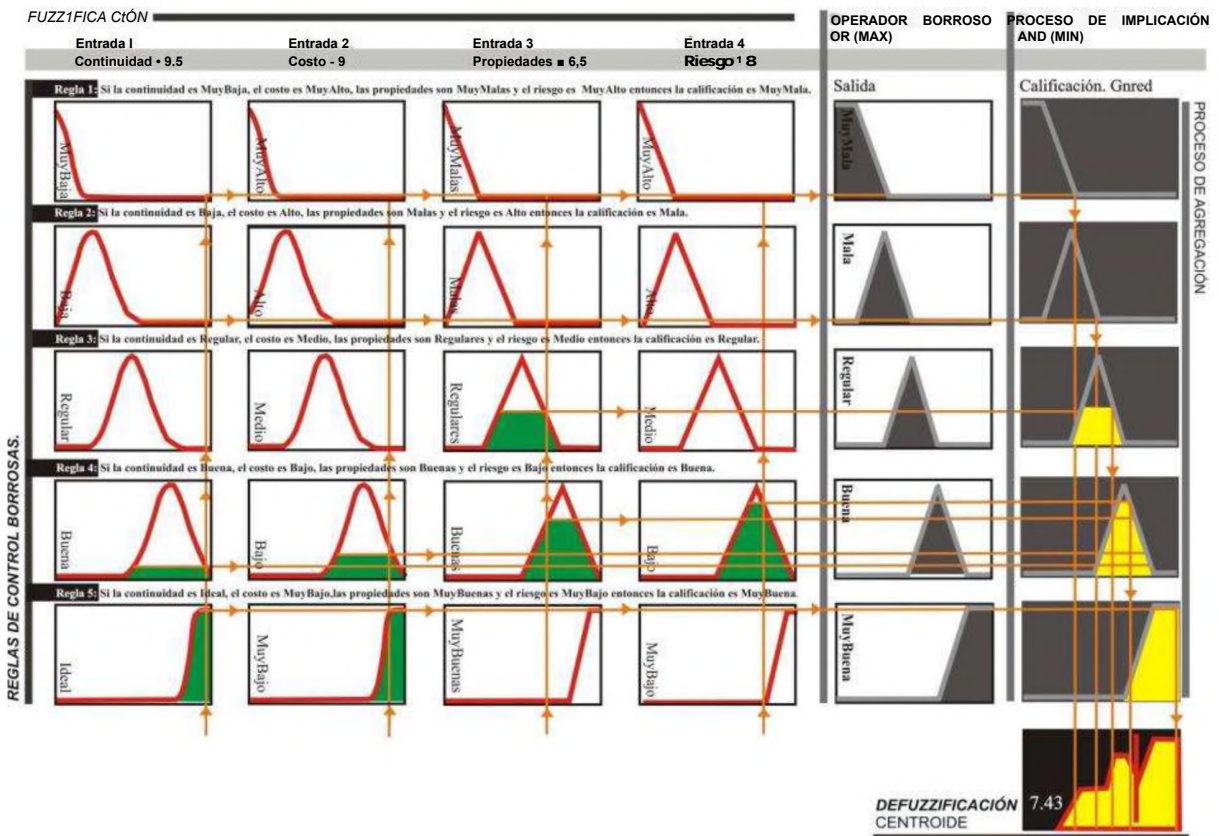 FUZZ1FICA CtÓN
OPERADOR BORROSO
OR (MAX)
PROCESO DE IMPLICACIÓN
AND (MIN)
Entrada I
Continuidad • 9.5
Entrada 2
Costo - 9
Entrada 3
Propiedades ■ 6,5
Entrada 4
Riesgo¹ 8
Regla 1: Si la continuidad es MuyBaja, el costo es MuyAlto, las propiedades son MuyMalas y el riesgo es MuyAlto entonces la calificación es MuyMala.
Salida
Calificación. Gnred
MuyBaja
MuyAlto
MuyMalas
MuyAlto
MuyMala
Regla 2: Si la continuidad es Baja, el costo es Alto, las propiedades son Malas y el riesgo es Alto entonces la calificación es Mala.
Baja
Alto
Malas
Alto
Mala
Regla 3: Si la continuidad es Regular, el costo es Medio, las propiedades son Regulares y el riesgo es Medio entonces la calificación es Regular.
Regular
Medio
Regulares
Medio
Regular
Regla 4: Si la continuidad es Buena, el costo es Bajo, las propiedades son Buenas y el riesgo es Bajo entonces la calificación es Buena.
Buena
Bajo
Buenas
Bajo
Buena
Regla 5: Si la continuidad es Ideal, el costo es MuyBajo,las propiedades son MuyBuenas y el riesgo es MuyBajo entonces la calificación es MuyBuena.
Ideal
MuyBajo
MuyBuenas
MuyBajo
MuyBuena
REGLAS DE CONTROL BORROSAS.
PROCESO DE AGREGACIÓN
DEFUZZIFICACIÓN
CENTROIDE
7.43